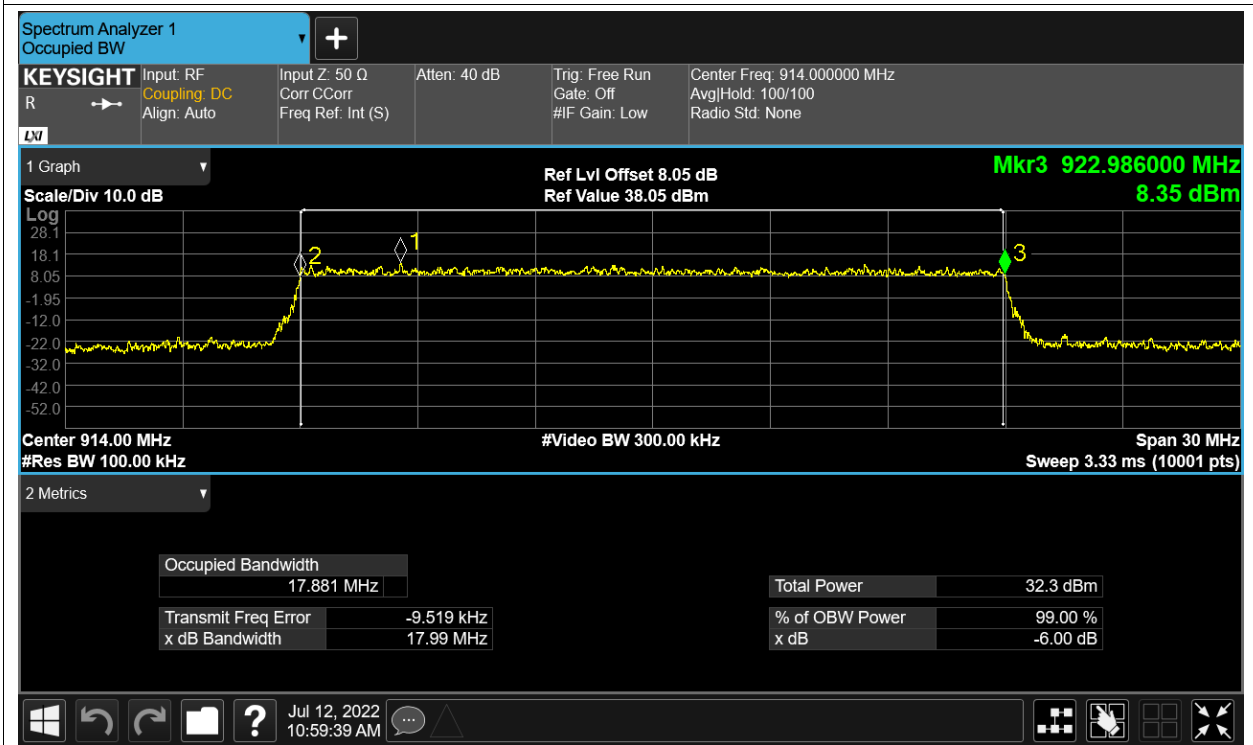 Spectrum Analyzer 1
Occupied BW
KEYSIGHT
R
LXI
Input: RF
Coupling: DC
Align: Auto
Input Z: 50 Ω
Corr CCorr
Freq Ref: Int (S)
Atten: 40 dB
Trig: Free Run
Gate: Off
#IF Gain: Low
Center Freq: 914.000000 MHz
Avg|Hold: 100/100
Radio Std: None
1 Graph
Scale/Div 10.0 dB
Ref Lvl Offset 8.05 dB
Ref Value 38.05 dBm
Mkr3 922.986000 MHz
8.35 dBm
Log
28.1
18.1
8.05
-1.95
-12.0
-22.0
-32.0
-42.0
-52.0
2
1
3
Center 914.00 MHz
#Res BW 100.00 kHz
#Video BW 300.00 kHz
Span 30 MHz
Sweep 3.33 ms (10001 pts)
2 Metrics
Occupied Bandwidth
17.881 MHz
Transmit Freq Error -9.519 kHz
x dB Bandwidth 17.99 MHz
Total Power 32.3 dBm
% of OBW Power 99.00 %
x dB -6.00 dB
?
Jul 12, 2022
10:59:39 AM